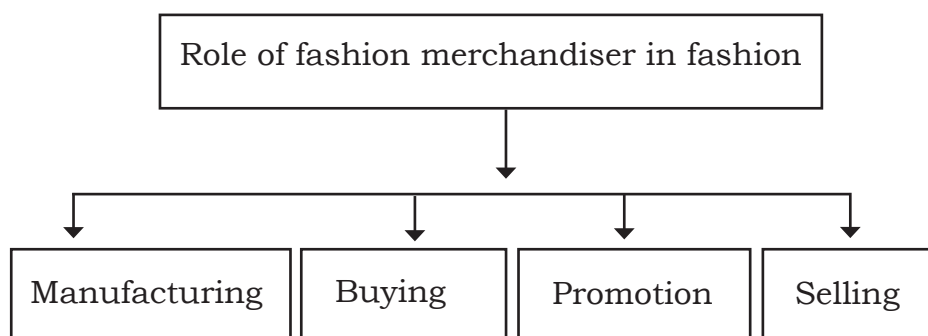 Role of fashion merchandiser in fashion
Manufacturing
Buying
Promotion
Selling